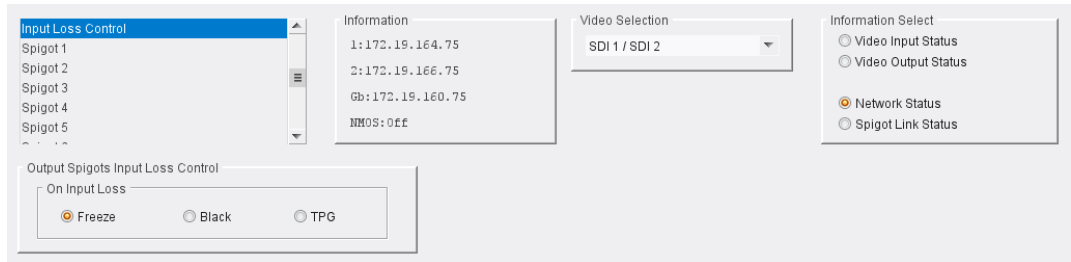 Input Loss Control
Spigot 1
Spigot 2
Spigot 3
Spigot 4
Spigot 5
Information
1:172.19.164.75
2:172.19.166.75
Gb:172.19.160.75
NMOS:Off
Video Selection
SDI 1 / SDI 2
Information Select
Video Input Status
Video Output Status
Network Status
Spigot Link Status
Output Spigots Input Loss Control
On Input Loss
Freeze
Black
TPG